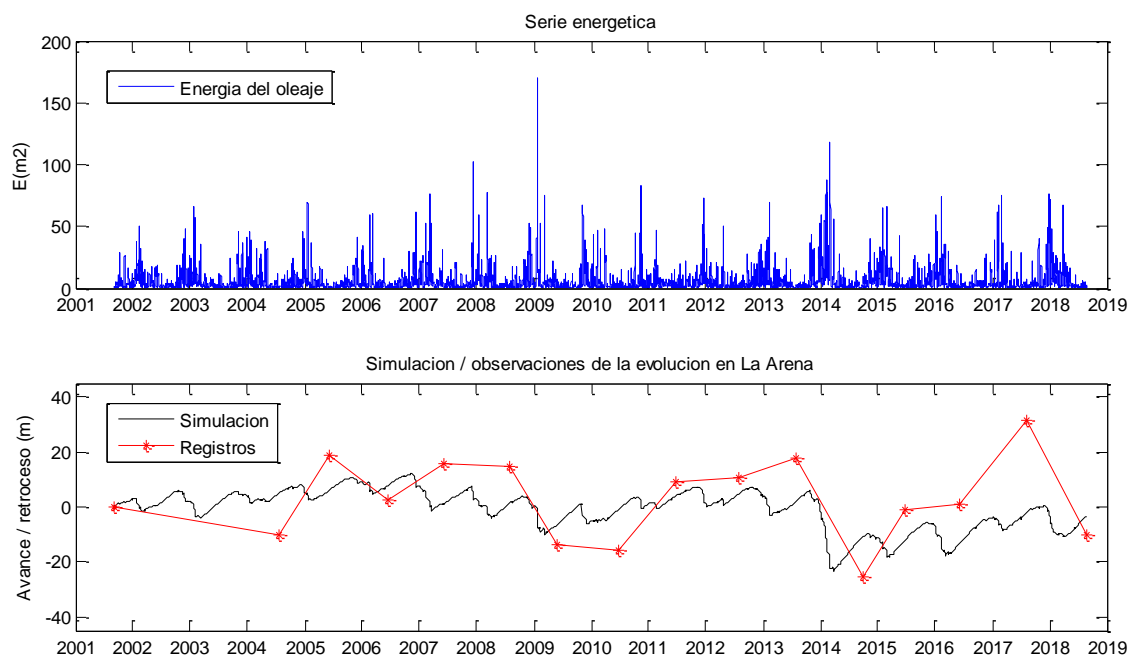 Serie energetica
200
150
100
50
0
E(m2)
Energia del oleaje
2001 2002 2003 2004 2005 2006 2007 2008 2009 2010 2011 2012 2013 2014 2015 2016 2017 2018 2019
Simulacion / observaciones de la evolucion en La Arena
40
20
0
-20
-40
Avance / retroceso (m)
Simulacion
Registros
2001 2002 2003 2004 2005 2006 2007 2008 2009 2010 2011 2012 2013 2014 2015 2016 2017 2018 2019